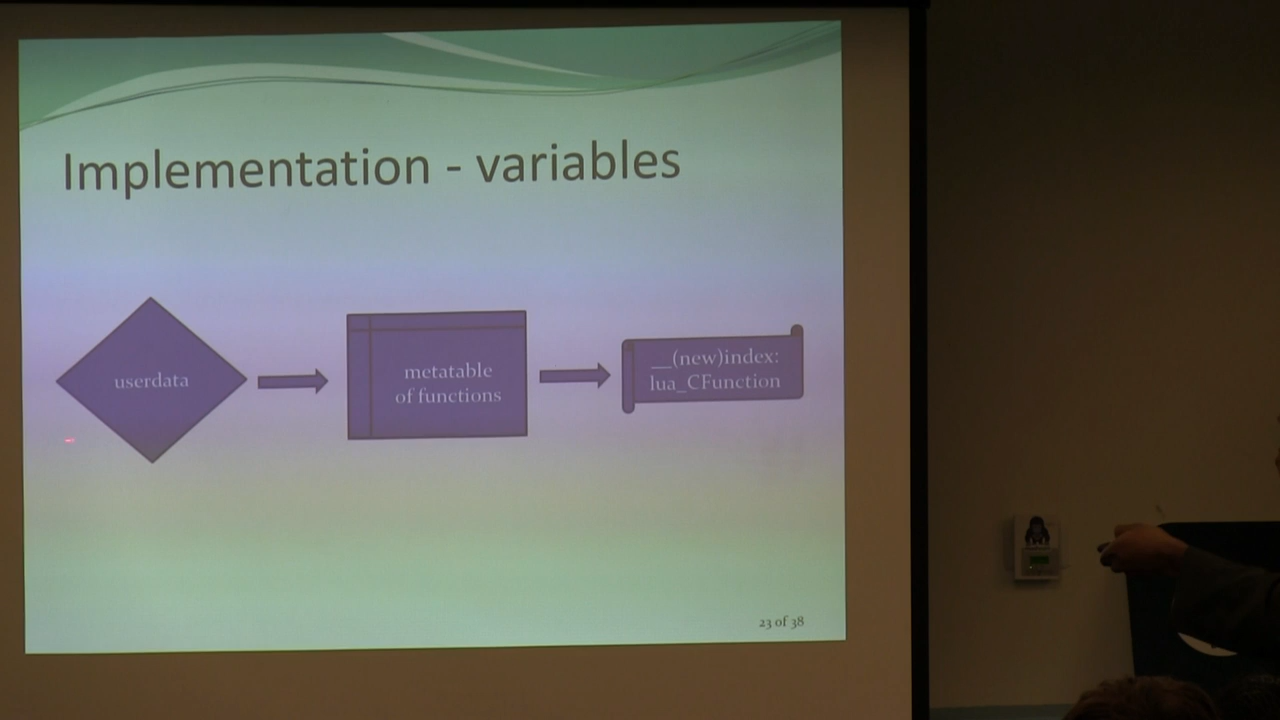 Implementation - variables
userdata
metatable
of functions
__(new)index:
lua_CFunction
23 of 38